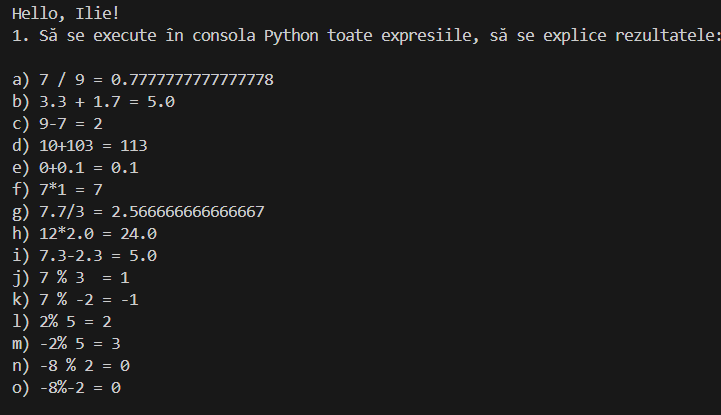 Hello, Ilie!
1. Să se execute în consola Python toate expresiile, să se explice rezultatele:
a) 7 / 9 = 0.7777777777777778
b) 3.3 + 1.7 = 5.0
c) 9-7 = 2
d) 10+103 = 113
e) 0+0.1 = 0.1
f) 7*1 = 7
g) 7.7/3 = 2.566666666666667
h) 12*2.0 = 24.0
i) 7.3-2.3 = 5.0
j) 7 % 3  = 1
k) 7 % -2 = -1
l) 2% 5 = 2
m) -2% 5 = 3
n) -8 % 2 = 0
o) -8%-2 = 0